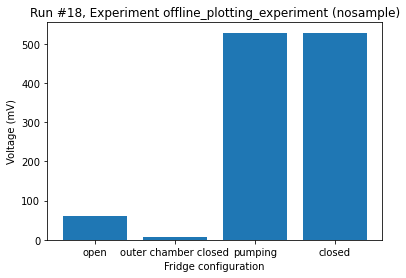 Run #18, Experiment offline_plotting_experiment (nosample)
500
400
300
200
100
0
Voltage (mV)
open outer chamber closed pumping closed
Fridge configuration